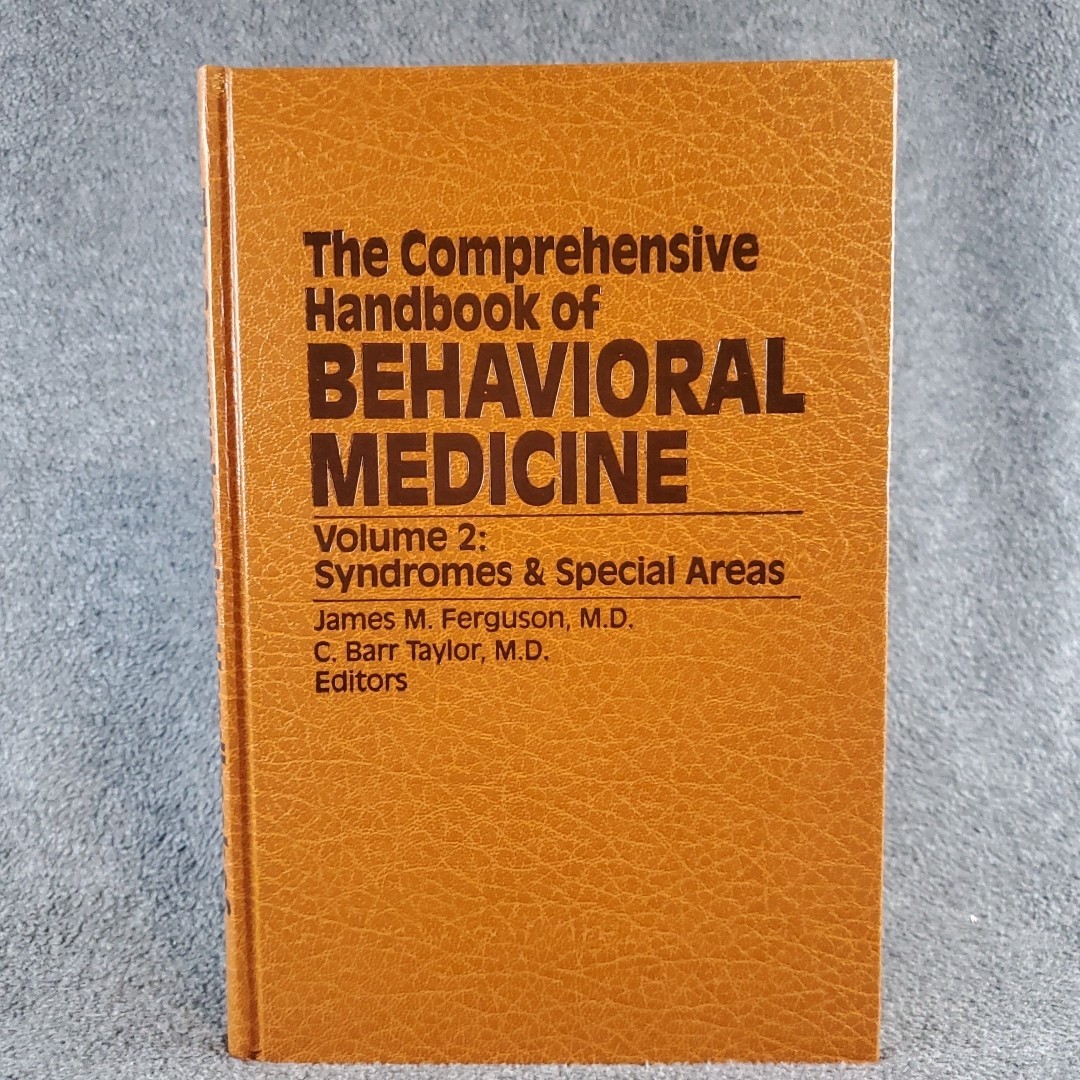 The Comprehensive
Handbook of
BEHAVIORAL
MEDICINE
Volume 2:
Syndromes & Special Areas
James M. Ferguson, M.D.
C. Barr Taylor, M.D.
Editors